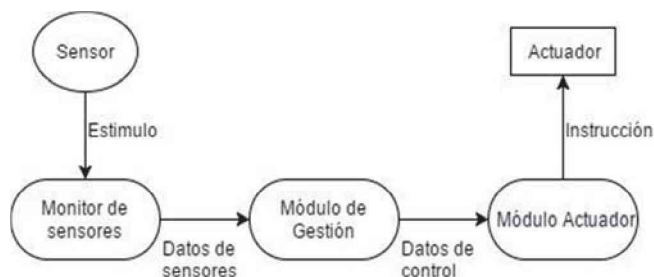 Sensor
Actuador
Estimulo
Instrucción
Monitor de
sensores
Módulo de
Gestión
Módulo Actuador
Datos de
sensores
Datos de
control